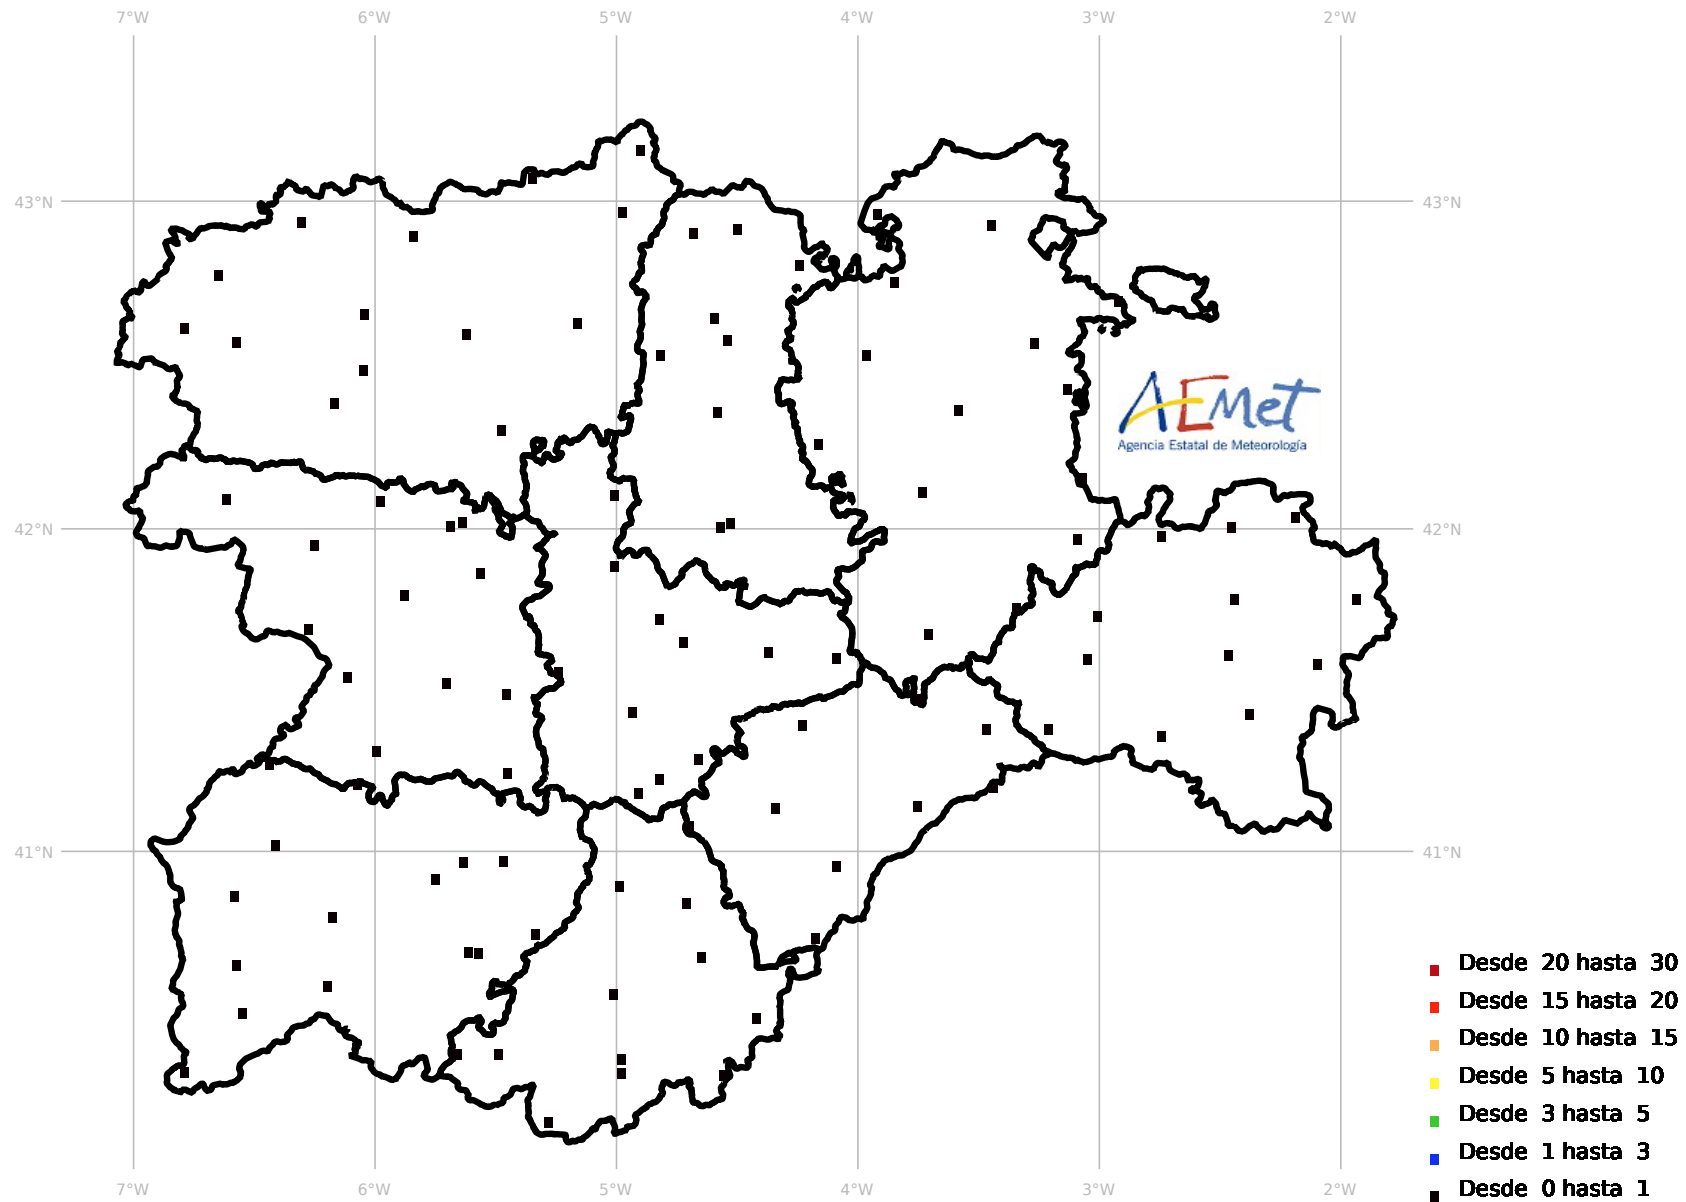 7°W 6°W 5°W 4°W 3°W 2°W
43°N 43°N
AEMet
Agencia Estatal de Meteorología
42°N 42°N
41°N 41°N
Desde 20 hasta 30
Desde 15 hasta 20
Desde 10 hasta 15
Desde 5 hasta 10
Desde 3 hasta 5
Desde 1 hasta 3
Desde 0 hasta 1
7°W 6°W 5°W 4°W 3°W 2°W